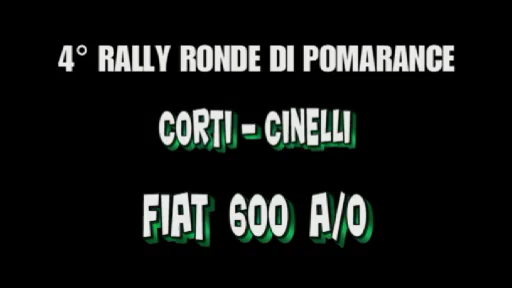 4° RALLY RONDE DI POMARANCE
CORTI - CINELLI
FIAT 600 A/0